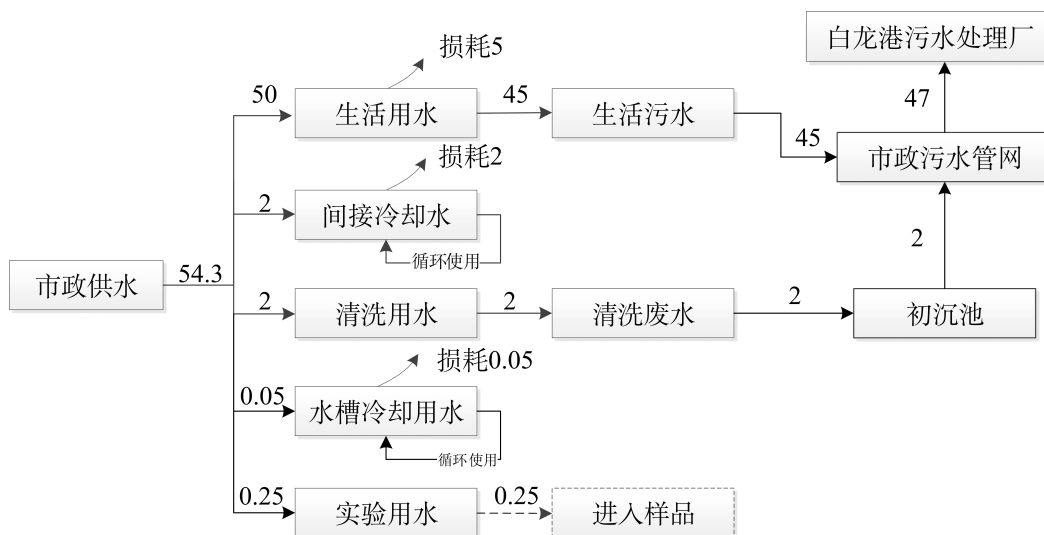 白龙港污水处理厂
损耗5
47
50
生活用水
45
生活污水
45
市政污水管网
损耗2
2
间接冷却水
循环使用
2
市政供水
54.3
2
清洗用水
2
清洗废水
2
初沉池
损耗0.05
0.05
水槽冷却用水
循环使用
0.25
实验用水
0.25
进入样品